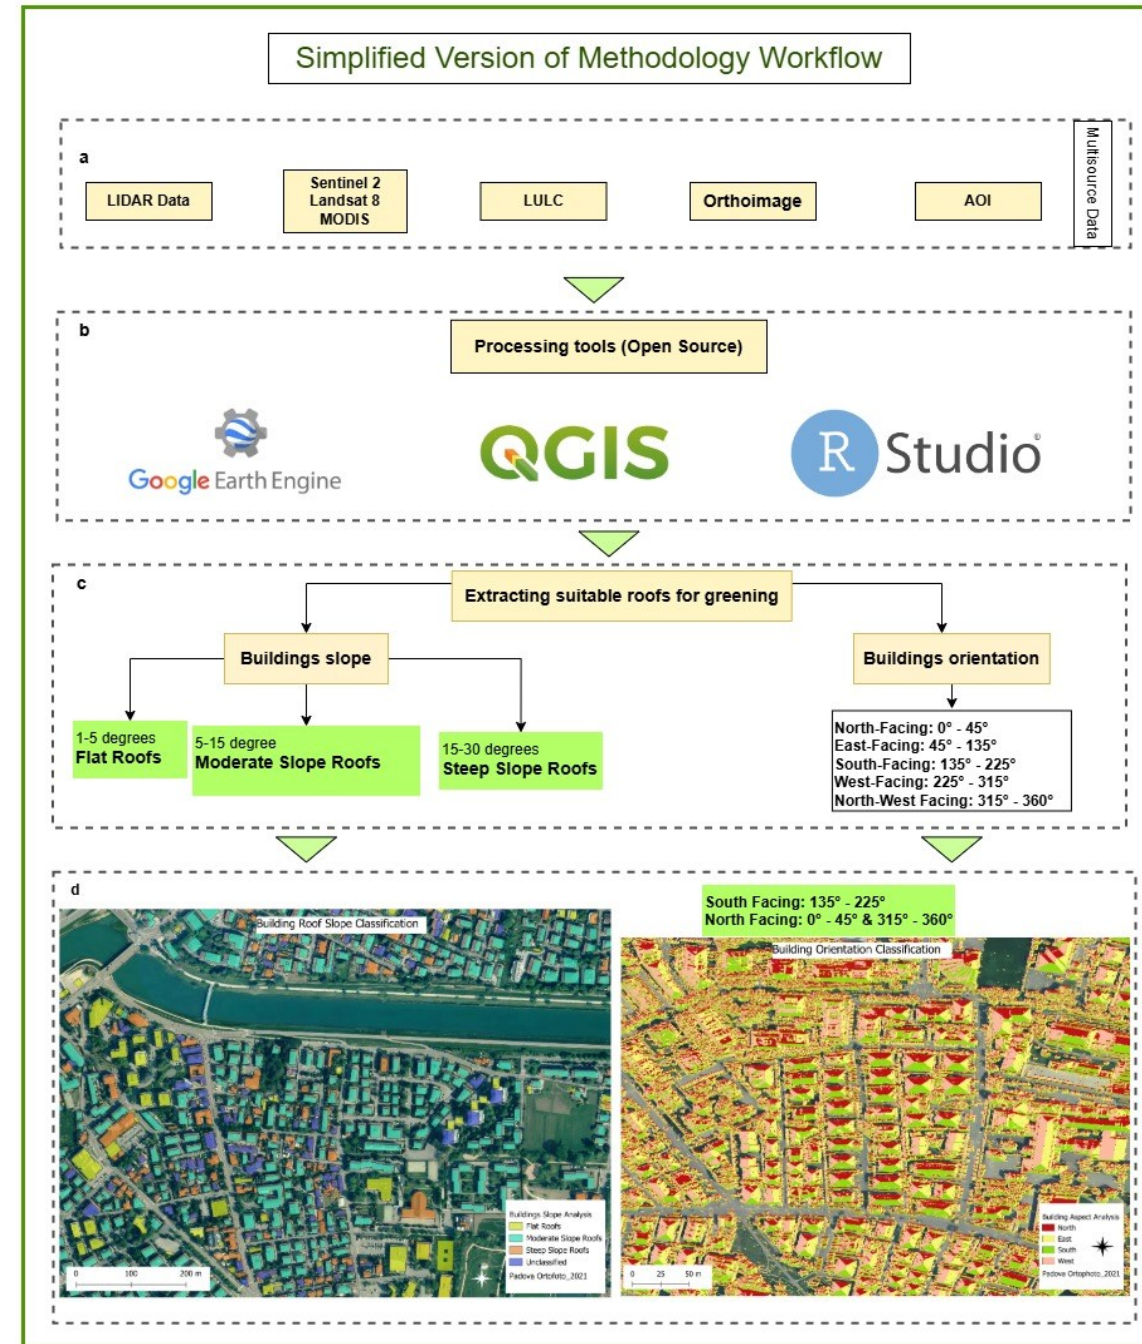 Simplified Version of Methodology Workflow
a
Multisource Data
LIDAR Data
Sentinel 2
Landsat 8
MODIS
LULC
Orthoimage
AOI
b
Processing tools (Open Source)
Google Earth Engine
QGIS
R Studio®
c
Extracting suitable roofs for greening
Buildings slope
Buildings orientation
1-5 degrees
Flat Roofs
5-15 degree
Moderate Slope Roofs
15-30 degrees
Steep Slope Roofs
North-Facing: 0° - 45°
East-Facing: 45° - 135°
South-Facing: 135° - 225°
West-Facing: 225° - 315°
North-West Facing: 315° - 360°
d
South Facing: 135° - 225°
North Facing: 0° - 45° & 315° - 360°
Building Roof Slope Classification
Buildings Slope Analysis
Flat Roofs
Moderate Slope Roofs
Steep Slope Roofs
Unclassified
Padova Ortofoto_2021
0 100 200 m
Building Orientation Classification
Building Aspect Analysis
North
East
South
West
Padova Ortophoto_2021
0 25 50 m